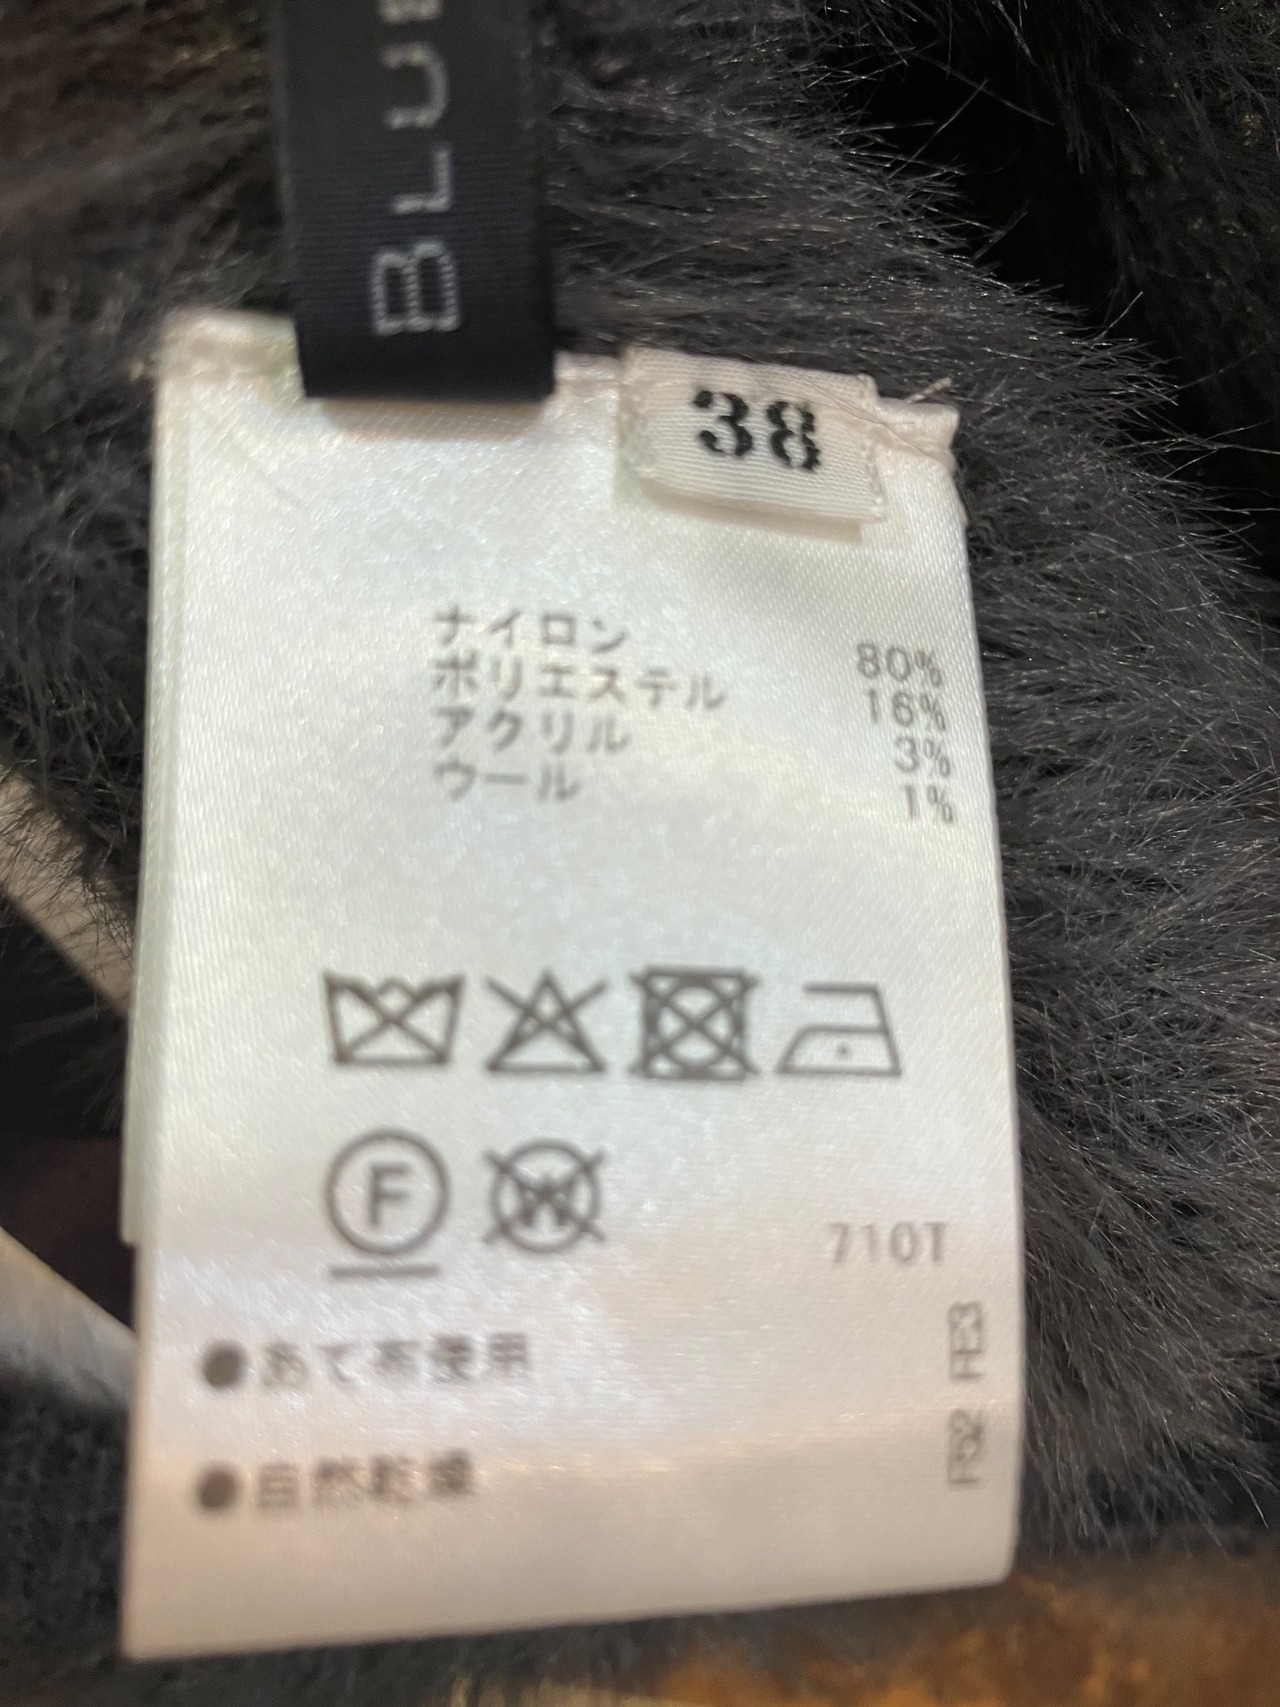 BLUE
38
ナイロン 80%
ポリエステル 16%
アクリル 3%
ウール 1%
F W
710T
●あて布使用
●自然乾燥